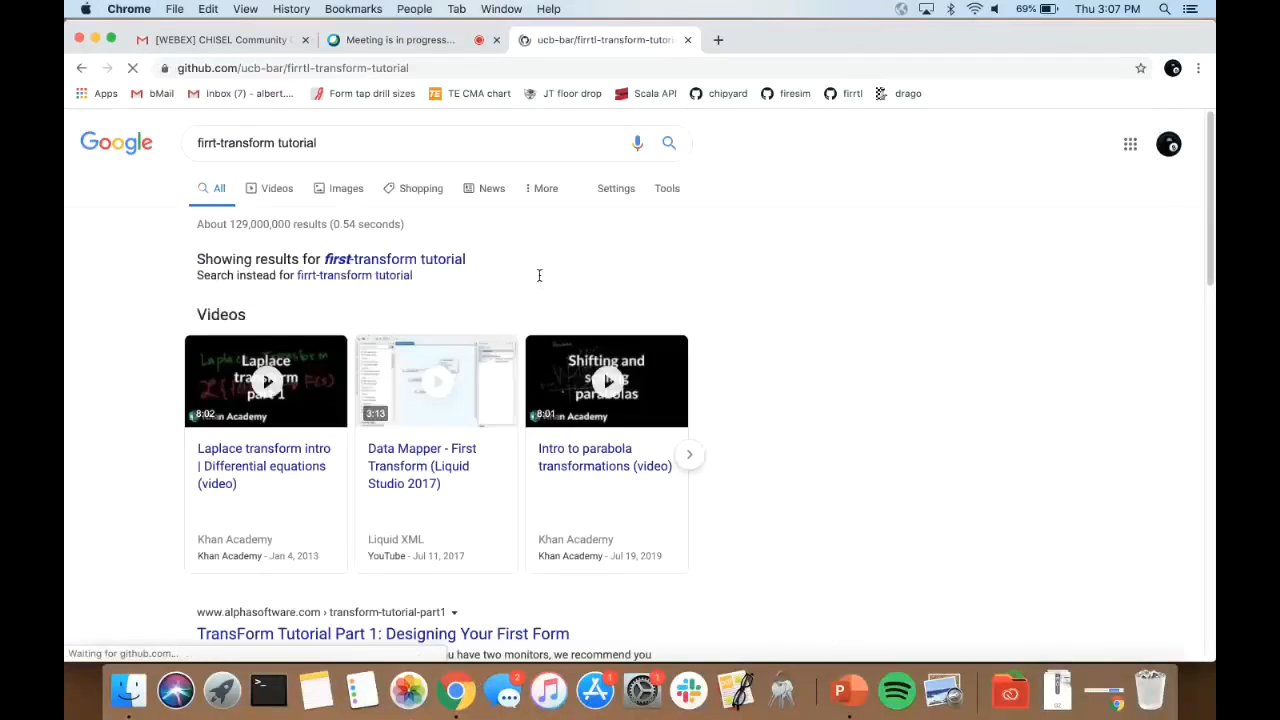 Chrome File Edit View History Bookmarks People Tab Window Help 69% Thu 3:07 PM
[WEBEX] CHISEL Community Meeting is in progress... ucb-bar/firrtl-transform-tutori
github.com/ucb-bar/firrtl-transform-tutorial
Apps bMail Inbox (7) - albert.... Form tap drill sizes TE CMA chart JT floor drop Scala API chipyard firesim firrtl drago
Google firrt-transform tutorial
All Videos Images Shopping News More Settings Tools
About 129,000,000 results (0.54 seconds)
Showing results for first-transform tutorial
Search instead for firrt-transform tutorial
Videos
Laplace transform part 1
8:02 Khan Academy
3:13
Shifting and scaling parabolas
8:01 Khan Academy
Laplace transform intro
| Differential equations
(video)
Khan Academy
Khan Academy - Jan 4, 2013
Data Mapper - First
Transform (Liquid
Studio 2017)
Liquid XML
YouTube - Jul 11, 2017
Intro to parabola
transformations (video)
Khan Academy
Khan Academy - Jul 19, 2019
www.alphasoftware.com › transform-tutorial-part1
TransForm Tutorial Part 1: Designing Your First Form
Waiting for github.com... u have two monitors, we recommend you
2 1 1